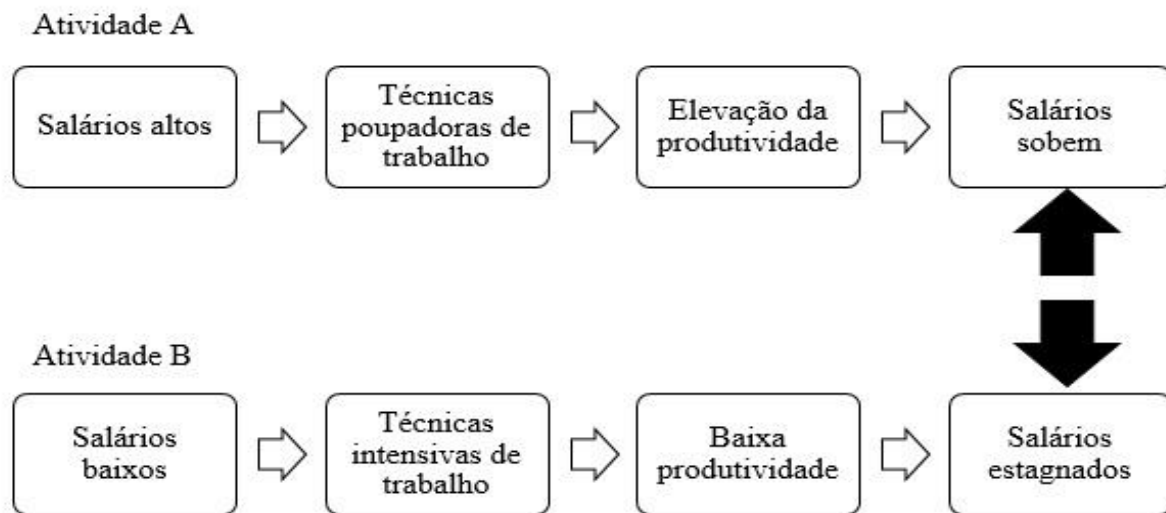 Atividade A
Salários altos
Técnicas
poupadoras de
trabalho
Elevação da
produtividade
Salários
sobem
Atividade B
Salários
baixos
Técnicas
intensivas de
trabalho
Baixa
produtividade
Salários
estagnados